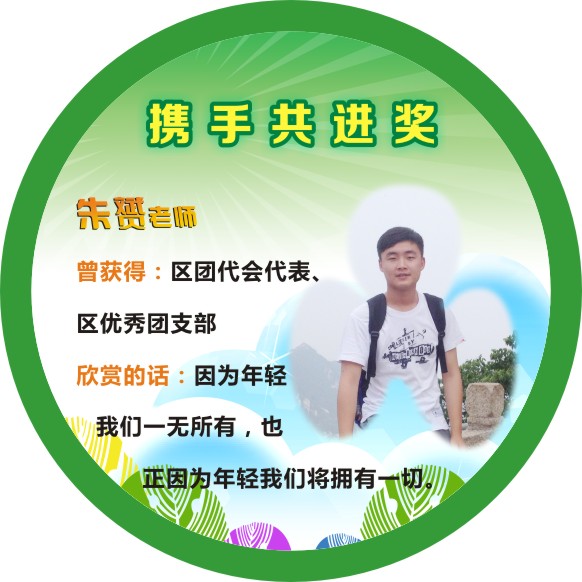 携手共进奖
朱赟老师
曾获得：区团代会代表、
区优秀团支部
欣赏的话：因为年轻
我们一无所有，也
正因为年轻我们将拥有一切。